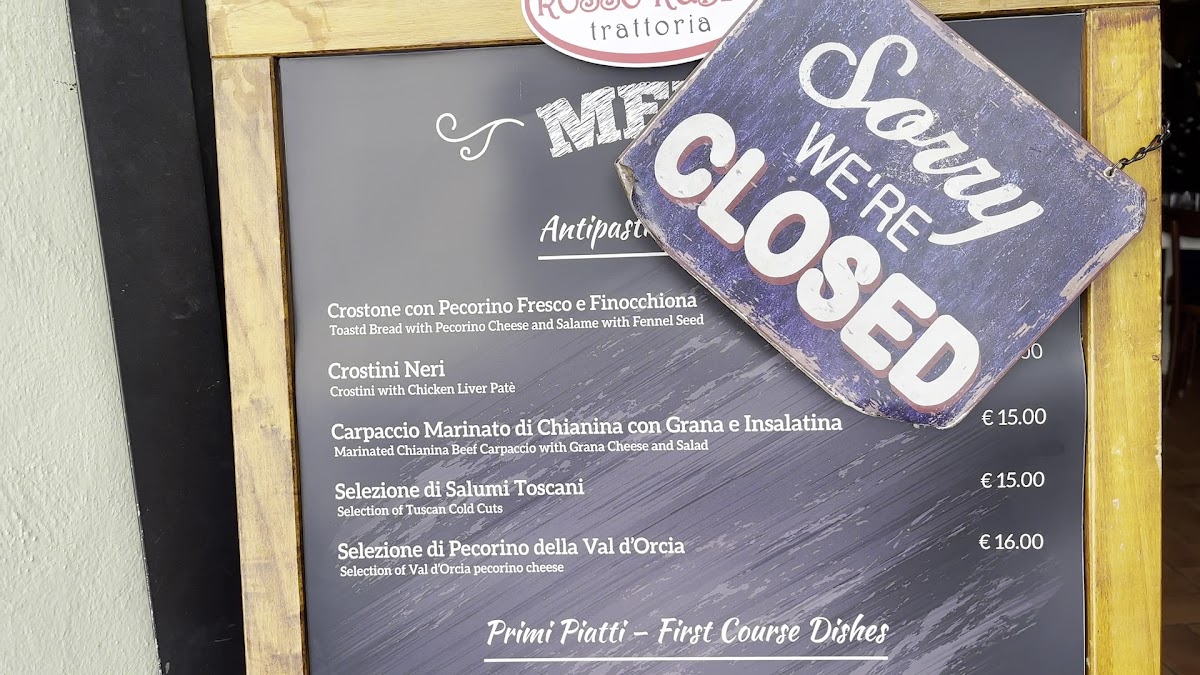 ROSSO
trattoria
Sorry
WE'RE
CLOSED
Antipasti
Crostone con Pecorino Fresco e Finocchiona
Toastd Bread with Pecorino Cheese and Salame with Fennel Seed
Crostini Neri
Crostini with Chicken Liver Patè
Carpaccio Marinato di Chianina con Grana e Insalatina € 15.00
Marinated Chianina Beef Carpaccio with Grana Cheese and Salad
Selezione di Salumi Toscani € 15.00
Selection of Tuscan Cold Cuts
Selezione di Pecorino della Val d'Orcia € 16.00
Selection of Val d'Orcia pecorino cheese
Primi Piatti – First Course Dishes